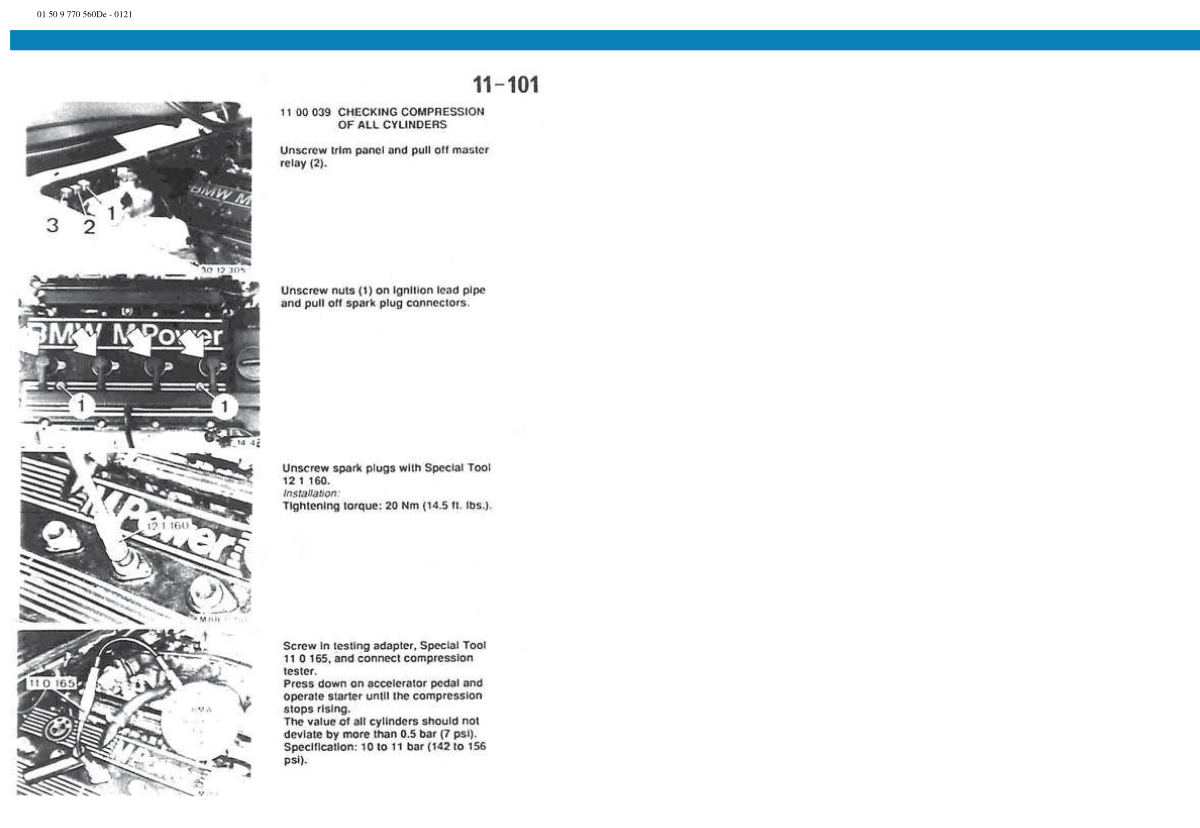 01 50 9 770 560De - 0121
11-101
11 00 039 CHECKING COMPRESSION
OF ALL CYLINDERS
Unscrew trim panel and pull off master
relay (2).
BMW M
3
2
1
10 12 305
Unscrew nuts (1) on ignition lead pipe
and pull off spark plug connectors.
BMW M Power
1
1
Unscrew spark plugs with Special Tool
12 1 160.
Installation:
Tightening torque: 20 Nm (14.5 ft. lbs.).
M Power
12 1 160
Screw in testing adapter, Special Tool
11 0 165, and connect compression
tester.
Press down on accelerator pedal and
operate starter until the compression
stops rising.
The value of all cylinders should not
deviate by more than 0.5 bar (7 psi).
Specification: 10 to 11 bar (142 to 156
psi).
11 0 165
BMW